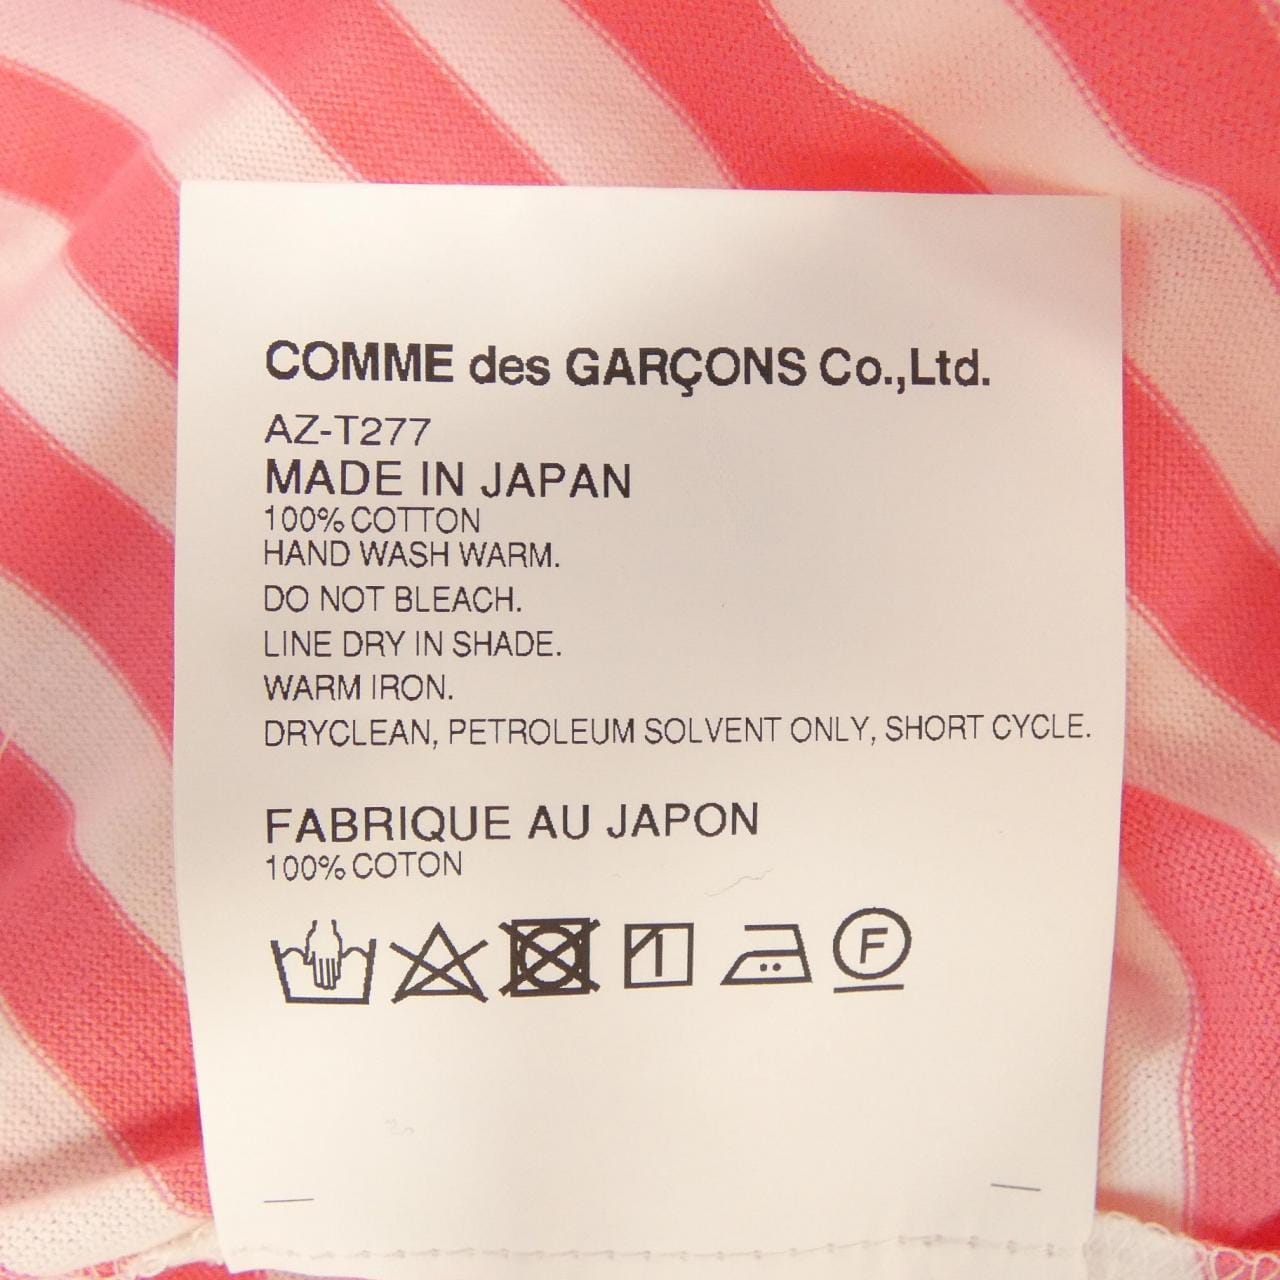 COMME des GARÇONS Co.,Ltd.
AZ-T277
MADE IN JAPAN
100% COTTON
HAND WASH WARM.
DO NOT BLEACH.
LINE DRY IN SHADE.
WARM IRON.
DRYCLEAN, PETROLEUM SOLVENT ONLY, SHORT CYCLE.
FABRIQUE AU JAPON
100% COTON
F